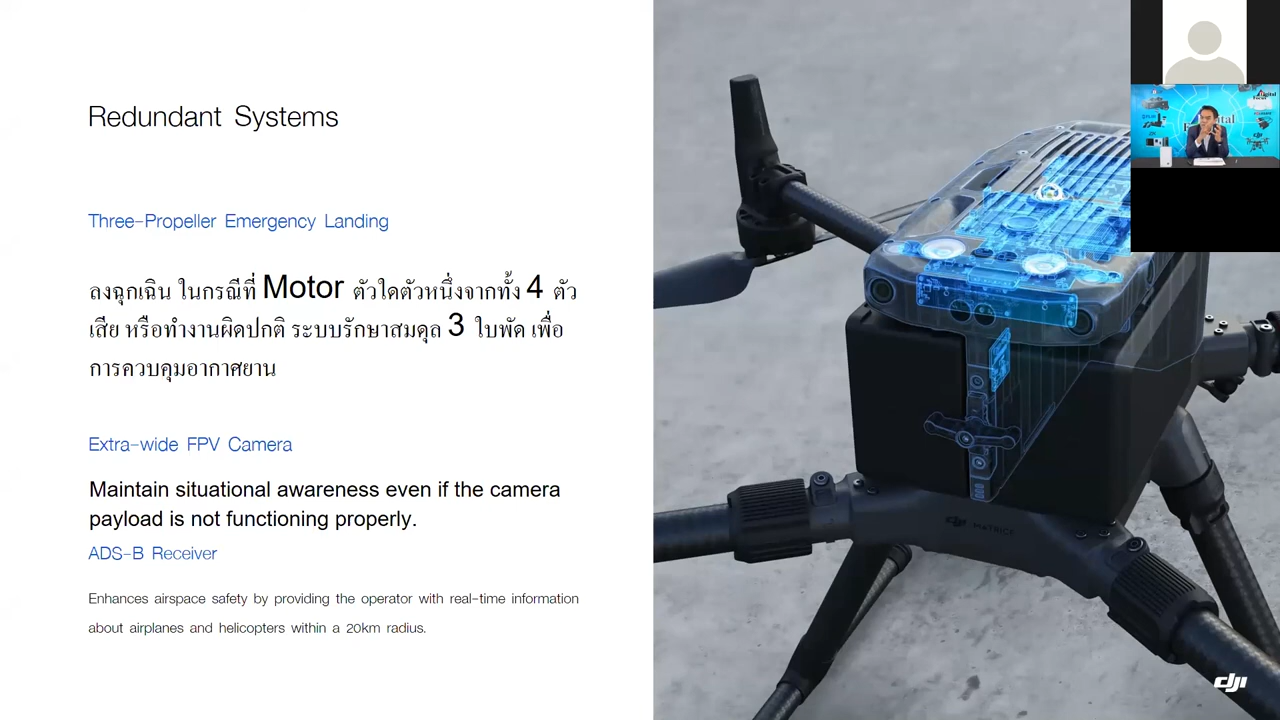 Redundant Systems
Three-Propeller Emergency Landing
ลงฉุกเฉิน ในกรณีที่ Motor ตัวใดตัวหนึ่งจากทั้ง 4 ตัว
เสีย หรือทำงานผิดปกติ ระบบรักษาสมดุล 3 ใบพัด เพื่อ
การควบคุมอากาศยาน
Extra-wide FPV Camera
Maintain situational awareness even if the camera
payload is not functioning properly.
ADS-B Receiver
Enhances airspace safety by providing the operator with real-time information
about airplanes and helicopters within a 20km radius.
dji MATRICE
dji